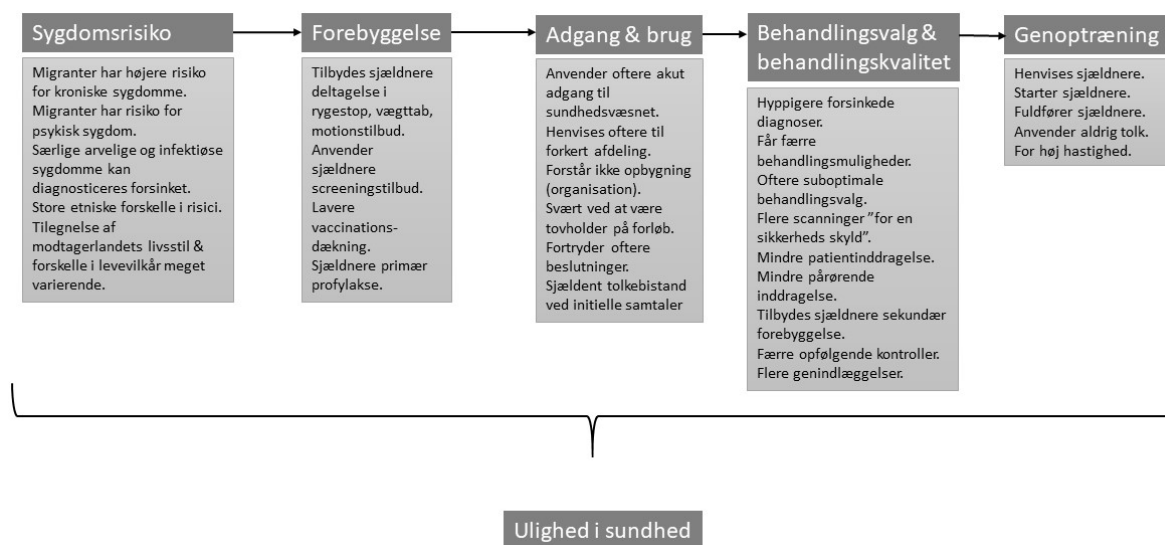 Sygdomsrisiko
Migranter har højere risiko
for kroniske sygdomme.
Migranter har risiko for
psykisk sygdom.
Særlige arvelige og infektiøse
sygdomme kan
diagnosticeres forsinket.
Store etniske forskelle i risici.
Tilegnelse af
modtagerlandets livsstil &
forskelle i levevilkår meget
varierende.
Forebyggelse
Tilbydes sjældnere
deltagelse i
rygestop, vægttab,
motionstilbud.
Anvender
sjældnere
screeningstilbud.
Lavere
vaccinations-
dækning.
Sjældnere primær
profylakse.
Adgang & brug
Anvender oftere akut
adgang til
sundhedsvæsnet.
Henvises oftere til
forkert afdeling.
Forstår ikke opbygning
(organisation).
Svært ved at være
tovholder på forløb.
Fortryder oftere
beslutninger.
Sjældent tolkebistand
ved initielle samtaler
Behandlingsvalg &
behandlingskvalitet
Hyppigere forsinkede
diagnoser.
Får færre
behandlingsmuligheder.
Oftere suboptimale
behandlingsvalg.
Flere scanninger ”for en
sikkerheds skyld”.
Mindre patientinddragelse.
Mindre pårørende
inddragelse.
Tilbydes sjældnere sekundær
forebyggelse.
Færre opfølgende kontroller.
Flere genindlæggelser.
Genoptræning
Henvises sjældnere.
Starter sjældnere.
Fuldfører sjældnere.
Anvender aldrig tolk.
For høj hastighed.
Ulighed i sundhed